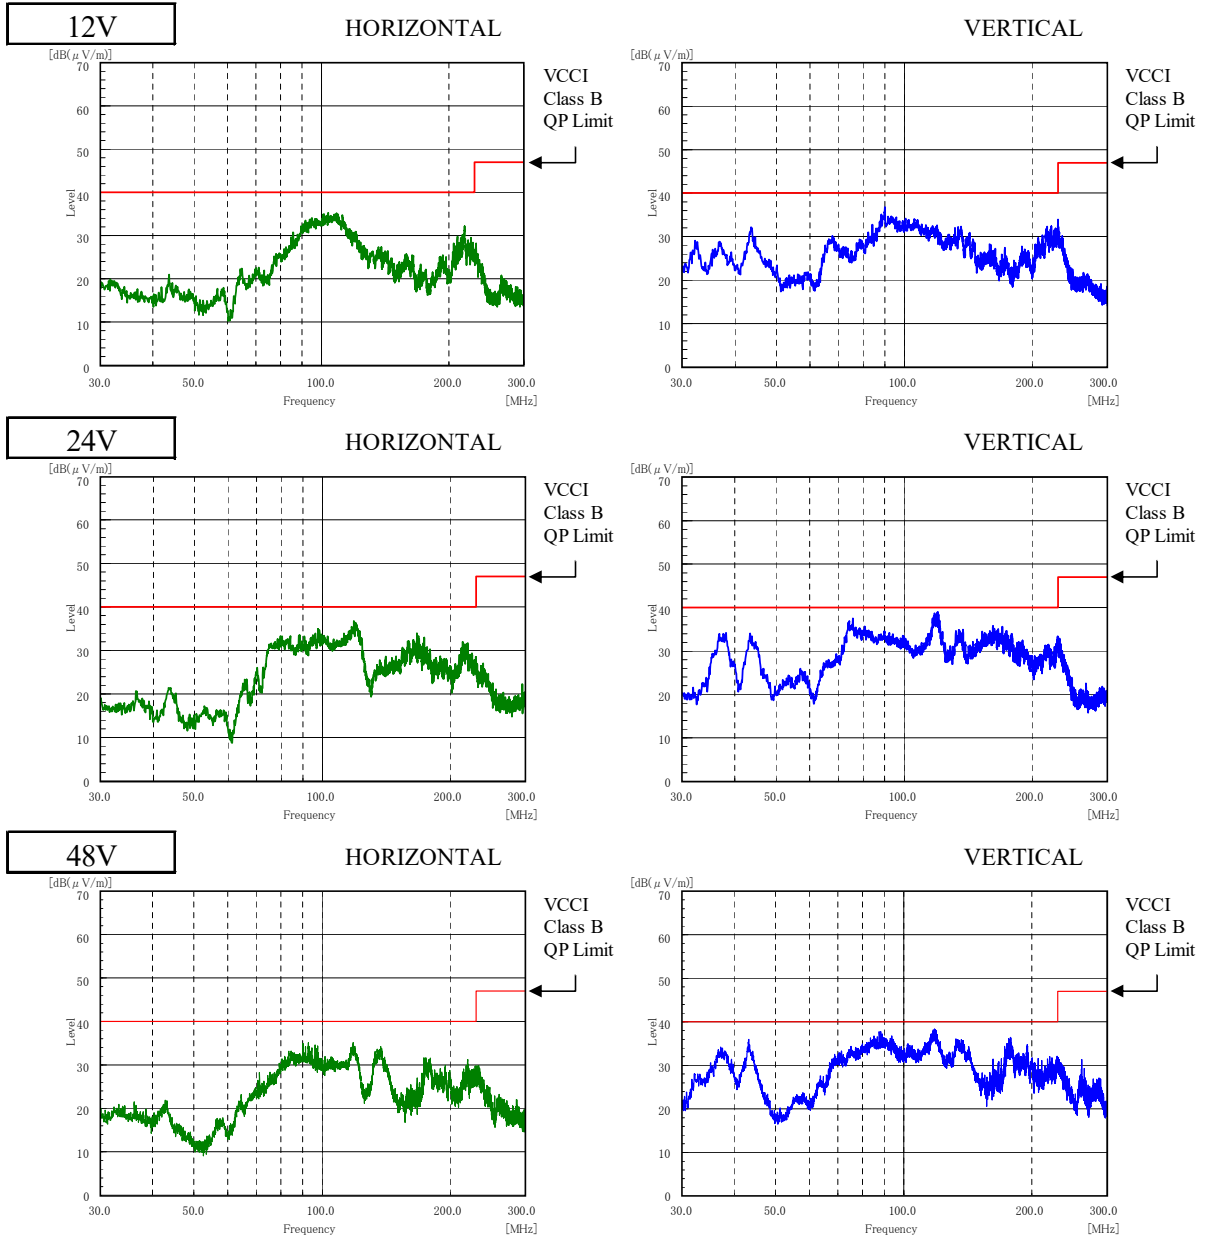 12V
HORIZONTAL
VERTICAL
[dB(μV/m)]
70
60
50
40
30
20
10
0
Level
30.0
50.0
100.0
200.0
300.0
Frequency
[MHz]
VCCI
Class B
QP Limit
[dB(μV/m)]
70
60
50
40
30
20
10
0
Level
30.0
50.0
100.0
200.0
300.0
Frequency
[MHz]
VCCI
Class B
QP Limit
24V
HORIZONTAL
VERTICAL
[dB(μV/m)]
70
60
50
40
30
20
10
0
Level
30.0
50.0
100.0
200.0
300.0
Frequency
[MHz]
VCCI
Class B
QP Limit
[dB(μV/m)]
70
60
50
40
30
20
10
0
Level
30.0
50.0
100.0
200.0
300.0
Frequency
[MHz]
VCCI
Class B
QP Limit
48V
HORIZONTAL
VERTICAL
[dB(μV/m)]
70
60
50
40
30
20
10
0
Level
30.0
50.0
100.0
200.0
300.0
Frequency
[MHz]
VCCI
Class B
QP Limit
[dB(μV/m)]
70
60
50
40
30
20
10
0
Level
30.0
50.0
100.0
200.0
300.0
Frequency
[MHz]
VCCI
Class B
QP Limit